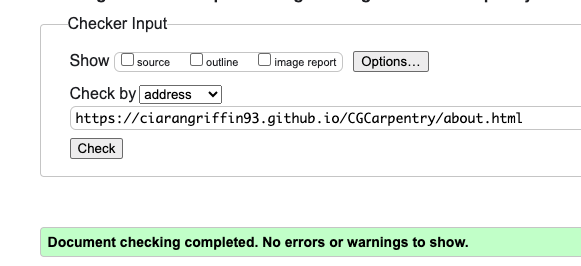 Checker Input
Show source outline image report Options...
Check by address
https://ciarangriffin93.github.io/CGCarpentry/about.html
Check
Document checking completed. No errors or warnings to show.